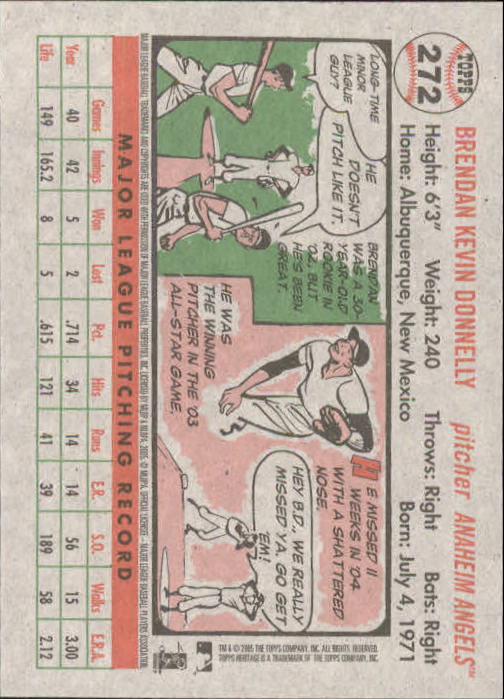 TOPPS
272
BRENDAN KEVIN DONNELLY pitcher ANAHEIM ANGELS™
Height: 6'3" Weight: 240 Throws: Right Bats: Right
Home: Albuquerque, New Mexico Born: July 4, 1971
LONG-TIME
MINOR
LEAGUE
GUY?
HE
DOESN'T
PITCH LIKE IT.
BRENDAN
WAS A 30-
YEAR-OLD
ROOKIE IN
'02, BUT
HE'S BEEN
GREAT.
HE WAS
THE WINNING
PITCHER IN THE '03
ALL-STAR GAME.
HE MISSED 11
WEEKS IN '04
WITH A SHATTERED
NOSE.
HEY B.D., WE REALLY
MISSED YA. GO GET
'EM!
TM & © 2005 THE TOPPS COMPANY, INC. ALL RIGHTS RESERVED.
TOPPS HERITAGE IS A TRADEMARK OF THE TOPPS COMPANY, INC.
MAJOR LEAGUE PITCHING RECORD
Year Games Innings Won Lost Pct. Hits Runs E.R. S.O. Walks E.R.A.
40 42 5 2 .714 34 14 14 56 15 3.00
Life 149 165.2 8 5 .615 121 41 39 189 58 2.12